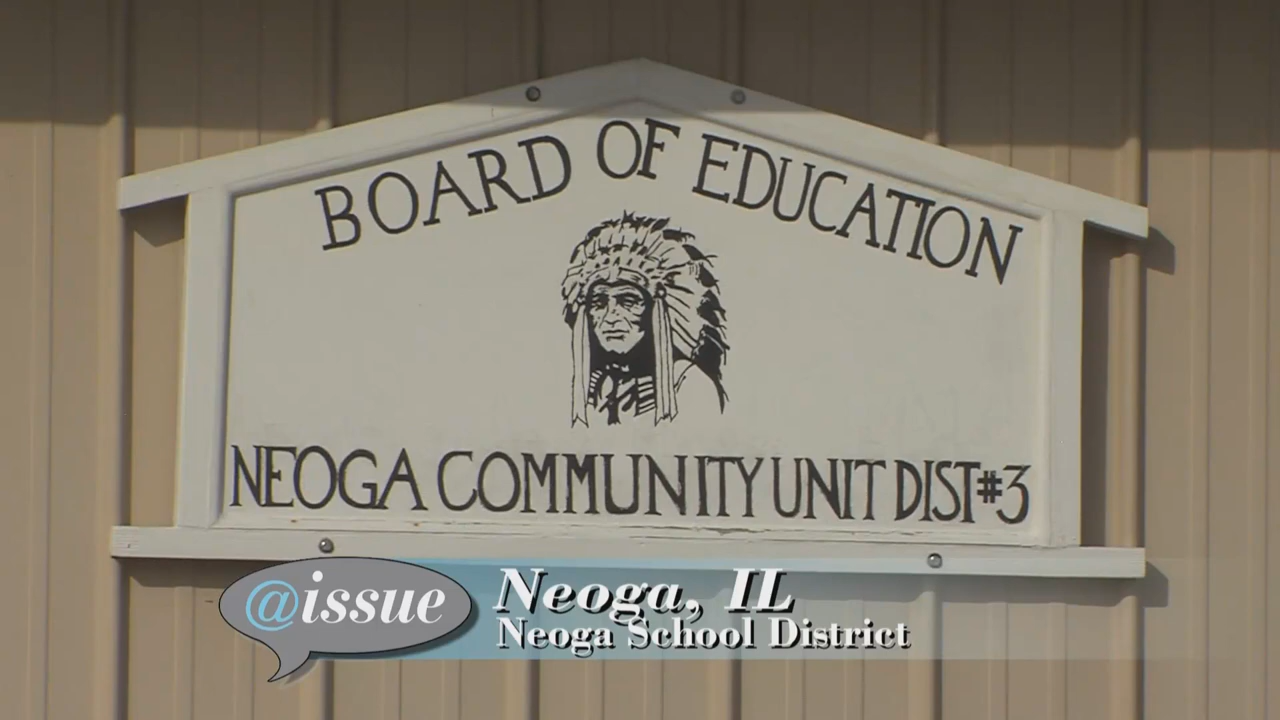 BOARD OF EDUCATION
NEOGA COMMUNITY UNIT DIST #3
@issue
Neoga, IL
Neoga School District